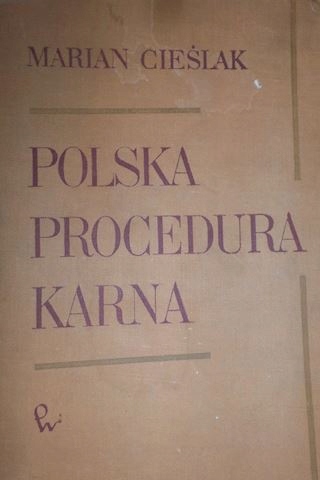 MARIAN CIEŚLAK
POLSKA
PROCEDURA
KARNA